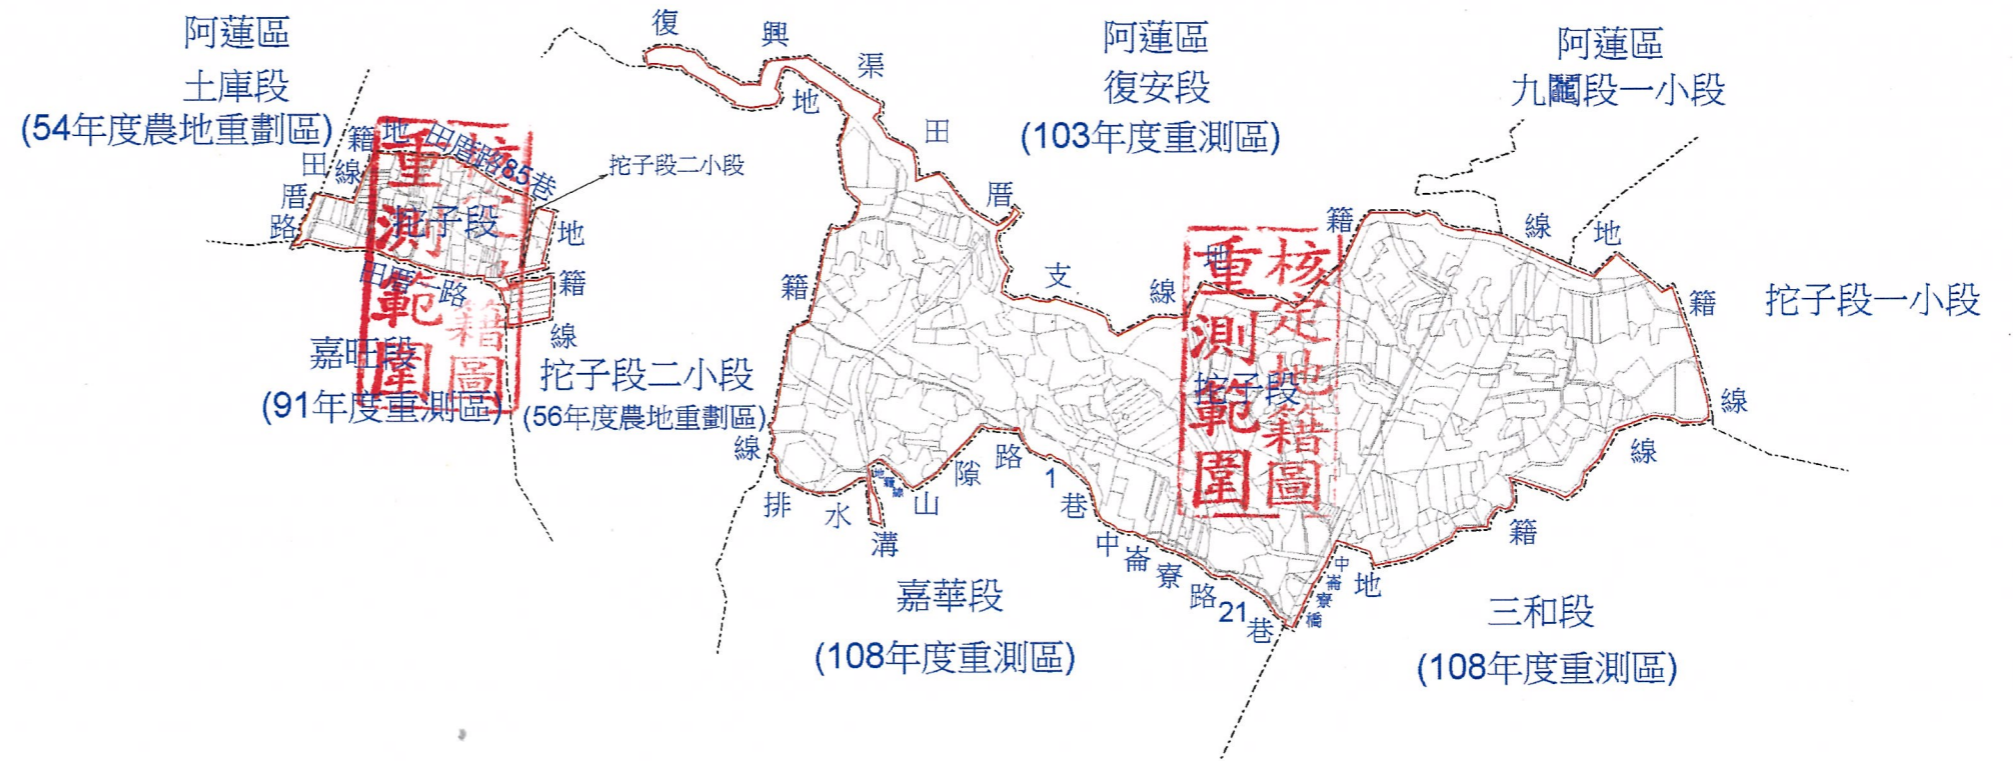 阿蓮區
土庫段
(54年度農地重劃區)
阿蓮區
復安段
(103年度重測區)
阿蓮區
九鬮段一小段
復興渠田厝支線
地籍線
田厝路
地籍線
田厝路85巷
挖子段二小段
挖子段
田厝一路
地籍線
嘉旺段
(91年度重測區)
挖子段二小段
(56年度農地重劃區)
地籍線
地籍線
挖子段一小段
挖子段
地籍線
排水溝
地籍線
山隙路1巷
中崙寮路21巷
中崙寮橋
地籍線
嘉華段
(108年度重測區)
三和段
(108年度重測區)
重測範圍
籍圖
核定地籍圖
重測範圍